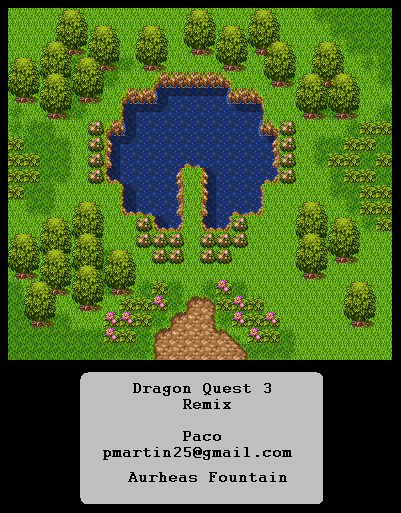 Dragon Quest 3
Remix
Paco
pmartin25@gmail.com
Aurheas Fountain